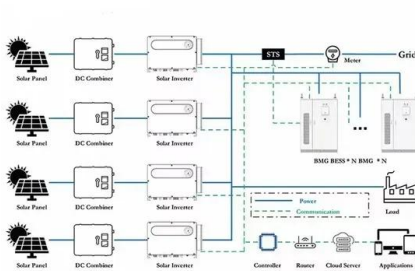 STS
Meter
Grid
Solar Panel
DC Combiner
Solar Inverter
Solar Panel
DC Combiner
Solar Inverter
BMG BESS * N BMG * N
Solar Panel
DC Combiner
Solar Inverter
Power
Communication
Load
Solar Panel
DC Combiner
Solar Inverter
Controller
Router
Cloud Server
Applications